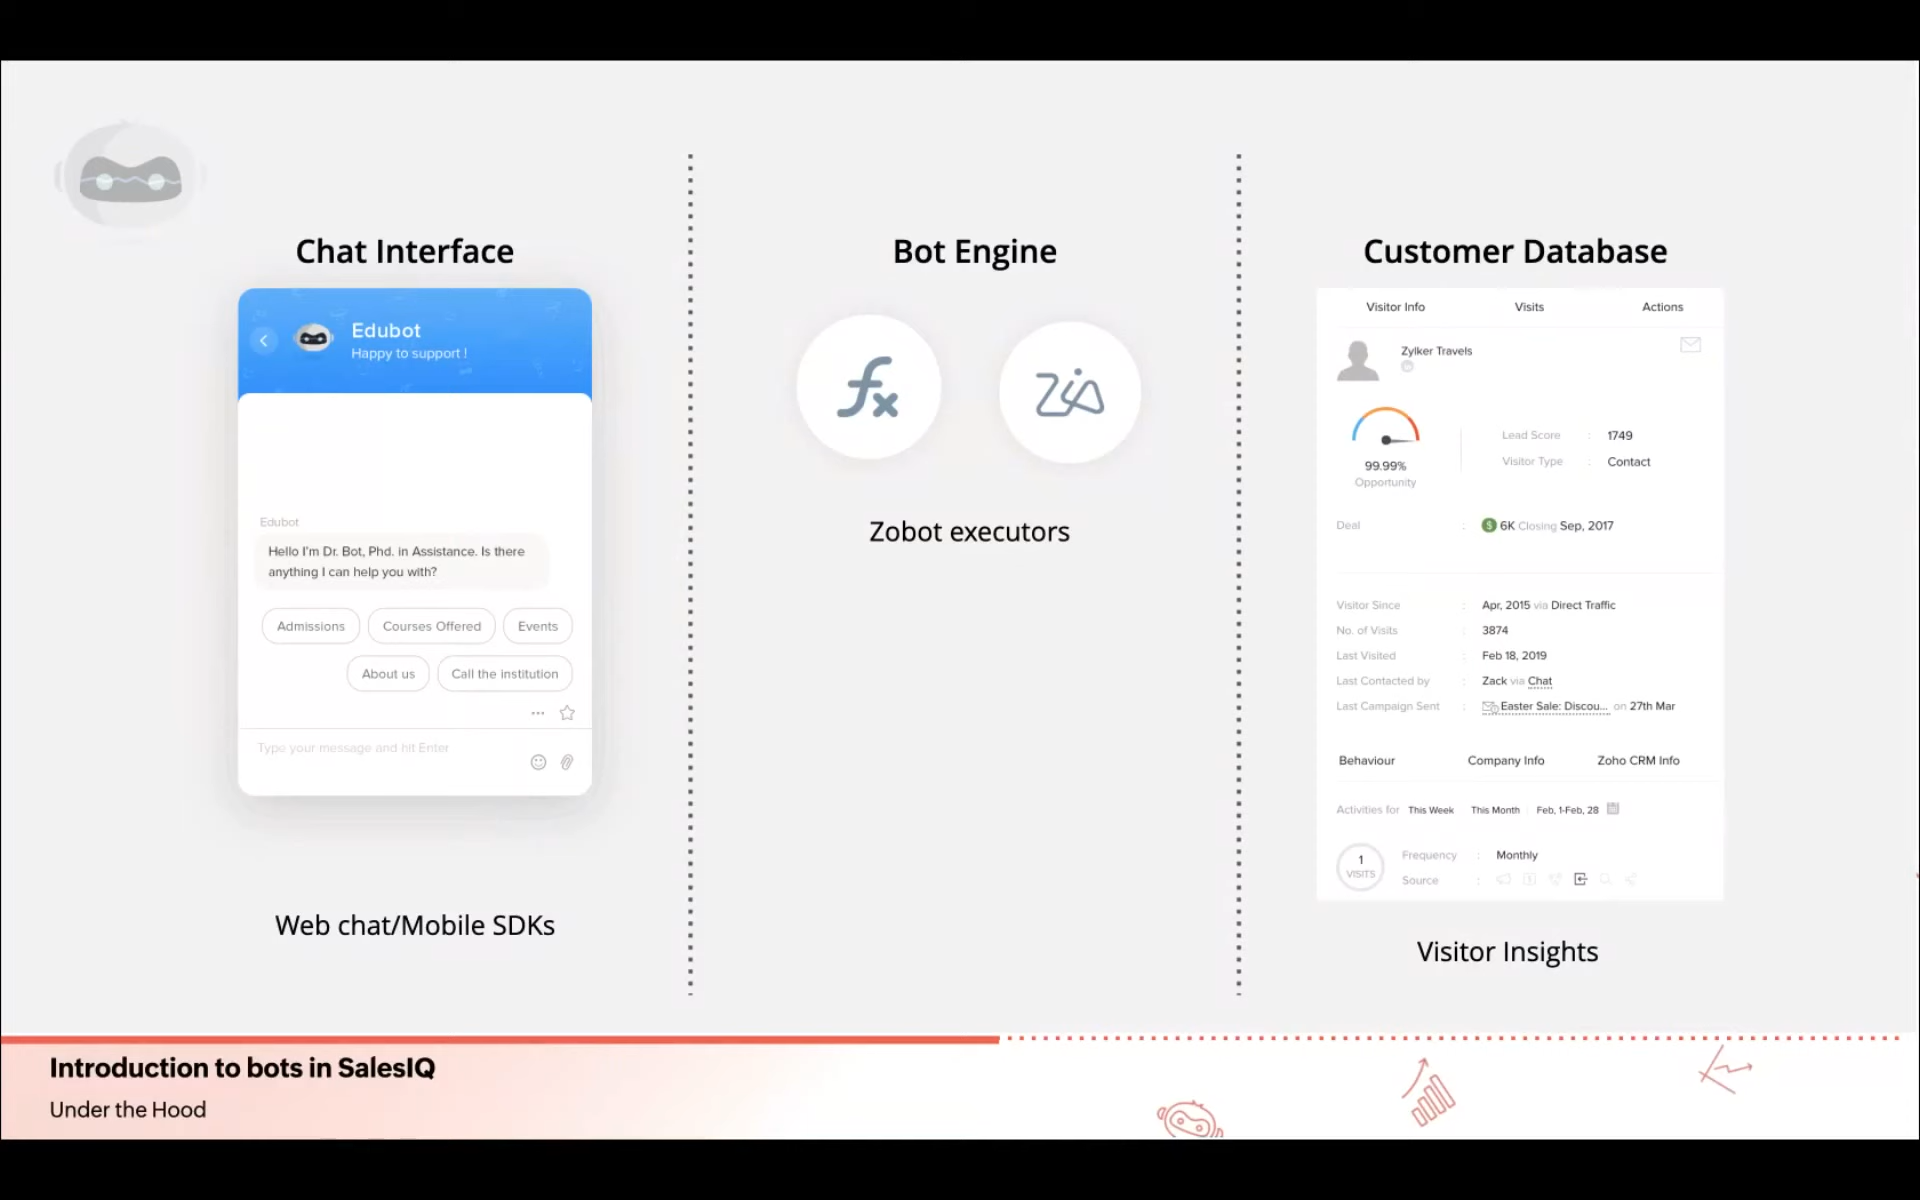 Chat Interface
Edubot
Happy to support !
Edubot
Hello I'm Dr. Bot, Phd. in Assistance. Is there
anything I can help you with?
Admissions
Courses Offered
Events
About us
Call the institution
Type your message and hit Enter
Web chat/Mobile SDKs
Bot Engine
fx
ZIA
Zobot executors
Customer Database
Visitor Info
Visits
Actions
Zylker Travels
99.99%
Opportunity
Lead Score : 1749
Visitor Type : Contact
Deal : $ 6K Closing Sep, 2017
Visitor Since : Apr, 2015 via Direct Traffic
No. of Visits : 3874
Last Visited : Feb 18, 2019
Last Contacted by : Zack via Chat
Last Campaign Sent : Easter Sale: Discou... on 27th Mar
Behaviour
Company Info
Zoho CRM Info
Activities for This Week This Month Feb, 1-Feb, 28
1
VISITS
Frequency : Monthly
Source :
Visitor Insights
Introduction to bots in SalesIQ
Under the Hood